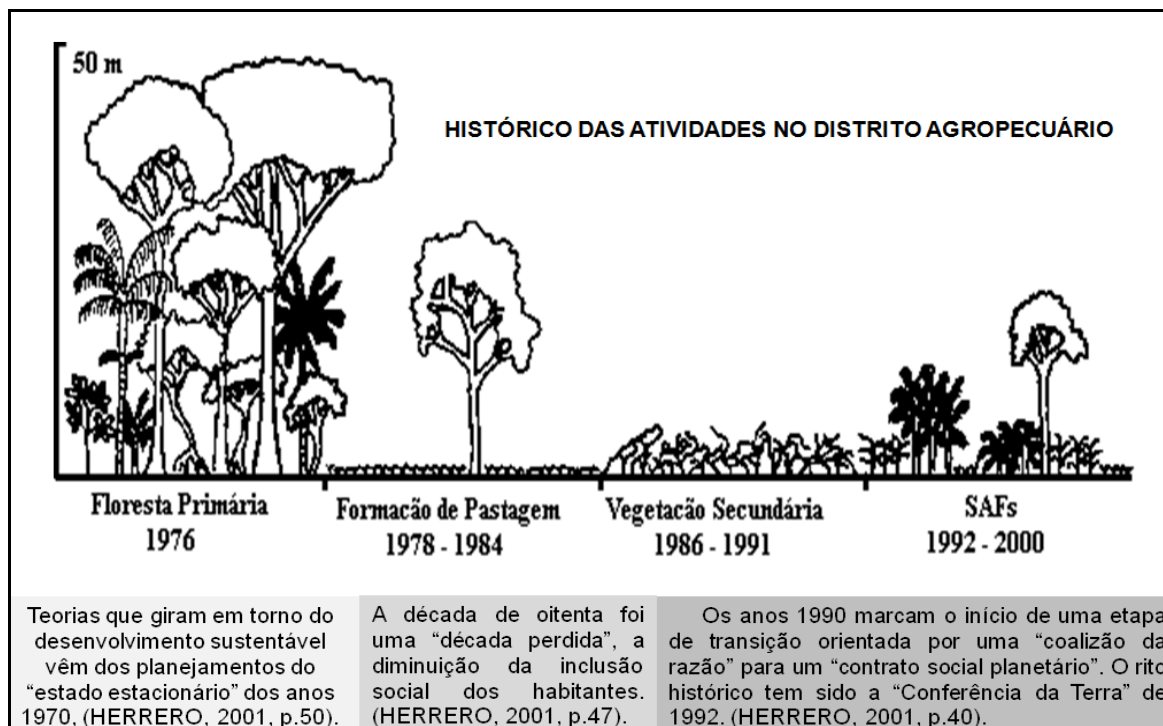 50 m
HISTÓRICO DAS ATIVIDADES NO DISTRITO AGROPECUÁRIO
Floresta Primária
1976
Formacão de Pastagem
1978 - 1984
Vegetacão Secundária
1986 - 1991
SAFs
1992 - 2000
Teorias que giram em torno do
desenvolvimento sustentável
vêm dos planejamentos do
“estado estacionário” dos anos
1970, (HERRERO, 2001, p.50).
A década de oitenta foi
uma “década perdida”, a
diminuição da inclusão
social dos habitantes.
(HERRERO, 2001, p.47).
Os anos 1990 marcam o início de uma etapa
de transição orientada por uma “coalizão da
razão” para um “contrato social planetário”. O rito
histórico tem sido a “Conferência da Terra” de
1992. (HERRERO, 2001, p.40).